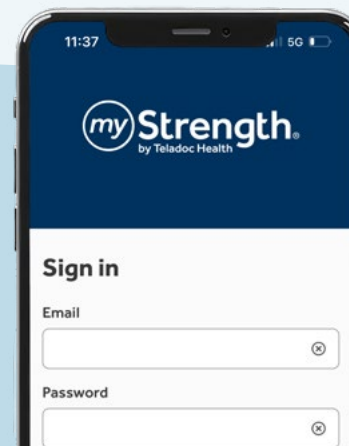 11:37
5G
myStrength®
by Teladoc Health
Sign in
Email
Password